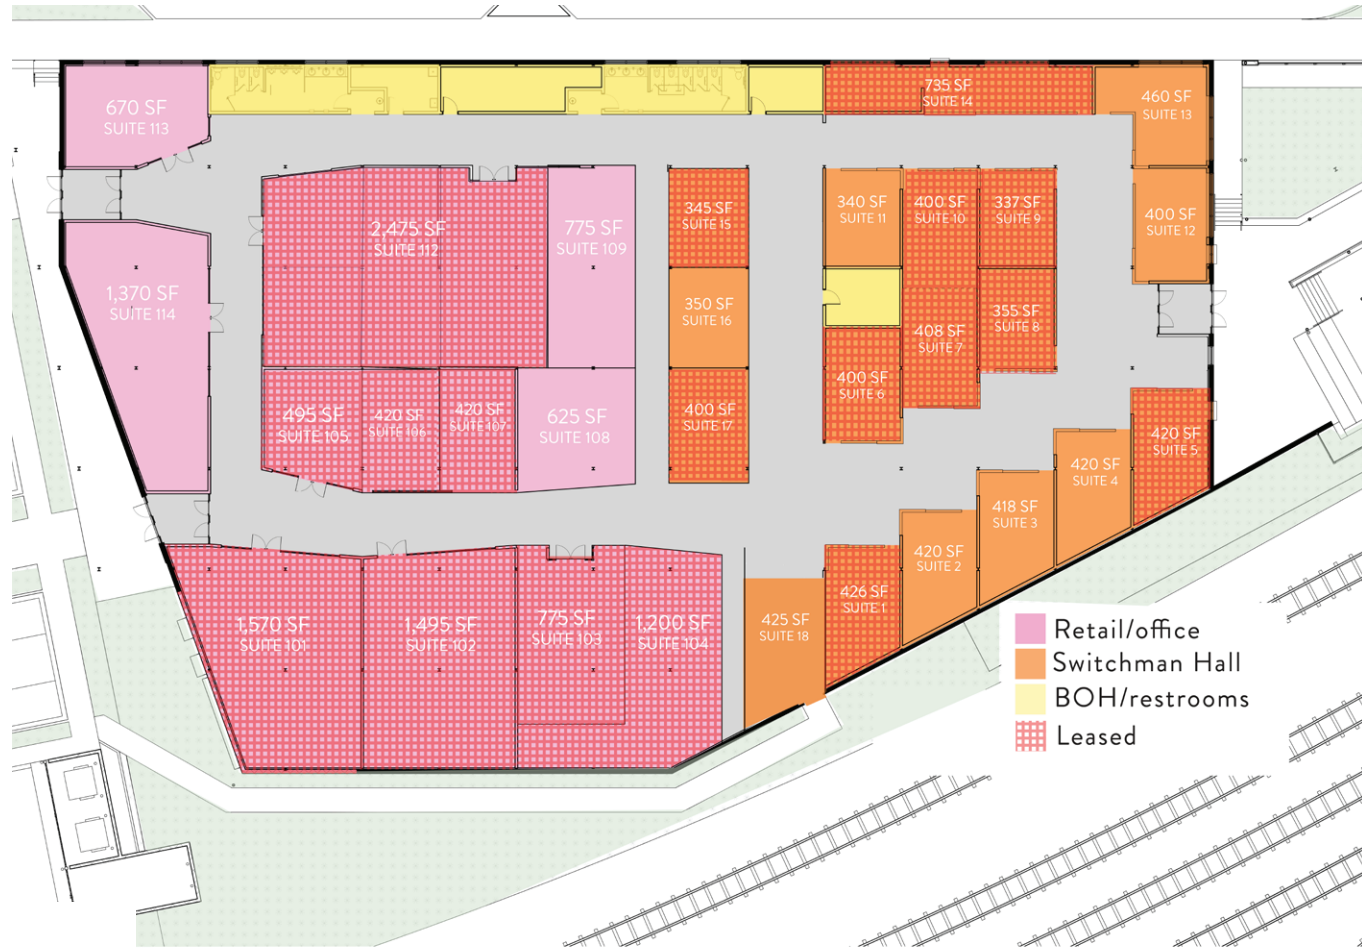 670 SF
SUITE 113
735 SF
SUITE 14
460 SF
SUITE 13
2,475 SF
SUITE 112
775 SF
SUITE 109
345 SF
SUITE 15
340 SF
SUITE 11
400 SF
SUITE 10
337 SF
SUITE 9
400 SF
SUITE 12
1,370 SF
SUITE 114
350 SF
SUITE 16
408 SF
SUITE 7
355 SF
SUITE 8
495 SF
SUITE 105
420 SF
SUITE 106
420 SF
SUITE 107
625 SF
SUITE 108
400 SF
SUITE 17
400 SF
SUITE 6
420 SF
SUITE 5
420 SF
SUITE 4
418 SF
SUITE 3
420 SF
SUITE 2
1,570 SF
SUITE 101
1,495 SF
SUITE 102
775 SF
SUITE 103
1,200 SF
SUITE 104
425 SF
SUITE 18
426 SF
SUITE 1
Retail/office
Switchman Hall
BOH/restrooms
Leased